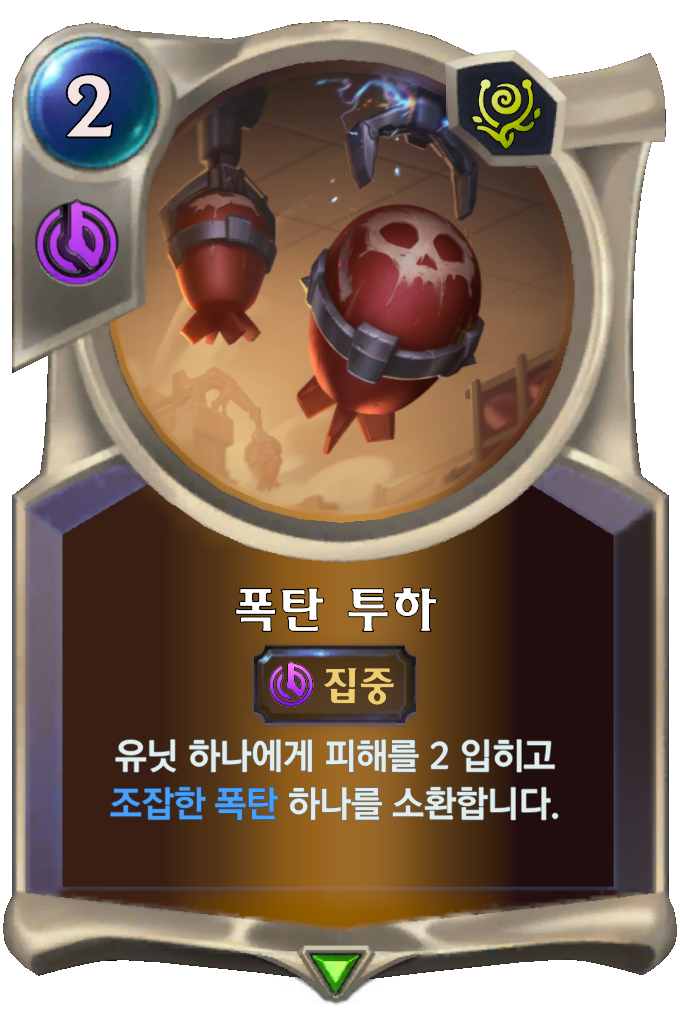 2
폭탄 투하
집중
유닛 하나에게 피해를 2 입히고
조잡한 폭탄 하나를 소환합니다.